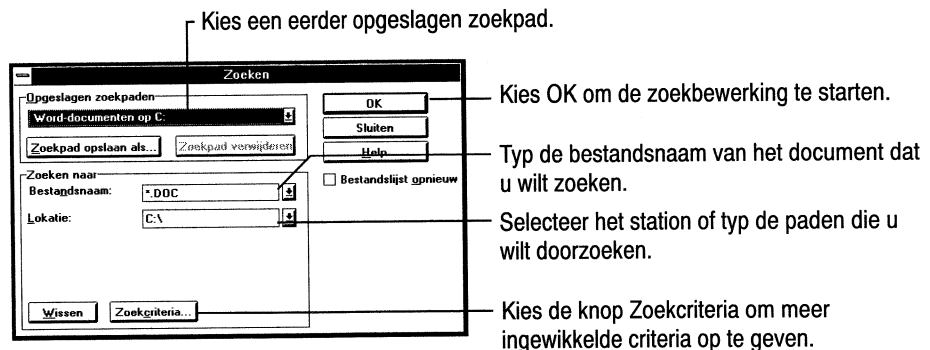 Kies een eerder opgeslagen zoekpad.
Zoeken
Opgeslagen zoekpaden
Word-documenten op C:
Zoekpad opslaan als...
Zoekpad verwijderen
OK
Sluiten
Help
Bestandslijst opnieuw
Zoeken naar
Bestandsnaam:
*.DOC
Lokatie:
C:\
Wissen
Zoekcriteria...
Kies OK om de zoekbewerking te starten.
Typ de bestandsnaam van het document dat
u wilt zoeken.
Selecteer het station of typ de paden die u
wilt doorzoeken.
Kies de knop Zoekcriteria om meer
ingewikkelde criteria op te geven.